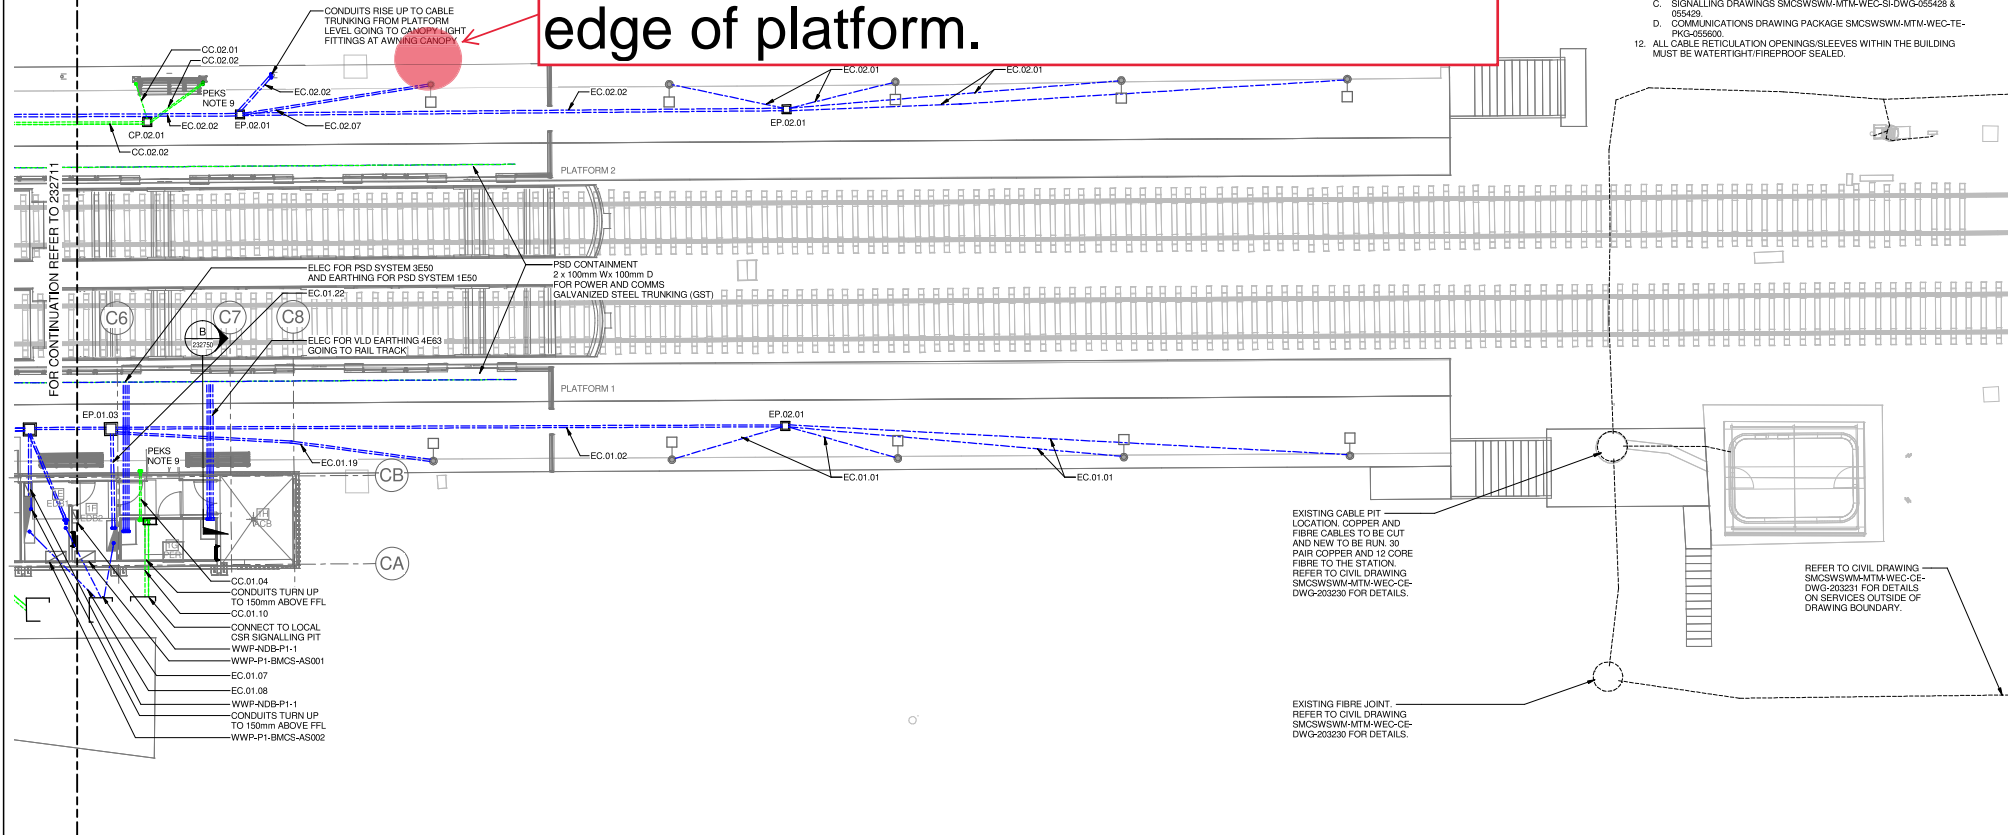 CONDUITS RISE UP TO CABLE
TRUNKING FROM PLATFORM
LEVEL GOING TO CANOPY LIGHT
FITTINGS AT AWNING CANOPY
edge of platform.
C. SIGNALLING DRAWINGS SMCSWSWM-MTM-WEC-SI-DWG-055428 &
055429.
D. COMMUNICATIONS DRAWING PACKAGE SMCSWSWM-MTM-WEC-TE-
PKG-055600.
12. ALL CABLE RETICULATION OPENINGS/SLEEVES WITHIN THE BUILDING
MUST BE WATERTIGHT/FIREPROOF SEALED.
CC.02.01
CC.02.02
PEKS
NOTE 9
EC.02.02
EC.02.02
EC.02.01
EC.02.01
CP.02.01
EC.02.02
EP.02.01
EC.02.07
EP.02.01
CC.02.02
PLATFORM 2
FOR CONTINUATION REFER TO 232711
ELEC FOR PSD SYSTEM 3E50
AND EARTHING FOR PSD SYSTEM 1E50
EC.01.22
PSD CONTAINMENT
2 x 100mm Wx 100mm D
FOR POWER AND COMMS
GALVANIZED STEEL TRUNKING (GST)
C6
C7
C8
B
232750
ELEC FOR VLD EARTHING 4E63
GOING TO RAIL TRACK
PLATFORM 1
EP.01.03
EP.02.01
PEKS
NOTE 9
EC.01.19
EC.01.02
EC.01.01
EC.01.01
CB
CA
EXISTING CABLE PIT
LOCATION. COPPER AND
FIBRE CABLES TO BE CUT
AND NEW TO BE RUN. 30
PAIR COPPER AND 12 CORE
FIBRE TO THE STATION.
REFER TO CIVIL DRAWING
SMCSWSWM-MTM-WEC-CE-
DWG-203230 FOR DETAILS.
REFER TO CIVIL DRAWING
SMCSWSWM-MTM-WEC-CE-
DWG-203231 FOR DETAILS
ON SERVICES OUTSIDE OF
DRAWING BOUNDARY.
CC.01.04
CONDUITS TURN UP
TO 150mm ABOVE FFL
CC.01.10
CONNECT TO LOCAL
CSR SIGNALLING PIT
WWP-NDB-P1-1
WWP-P1-BMCS-AS001
EC.01.07
EC.01.08
WWP-NDB-P1-1
CONDUITS TURN UP
TO 150mm ABOVE FFL
WWP-P1-BMCS-AS002
EXISTING FIBRE JOINT.
REFER TO CIVIL DRAWING
SMCSWSWM-MTM-WEC-CE-
DWG-203230 FOR DETAILS.